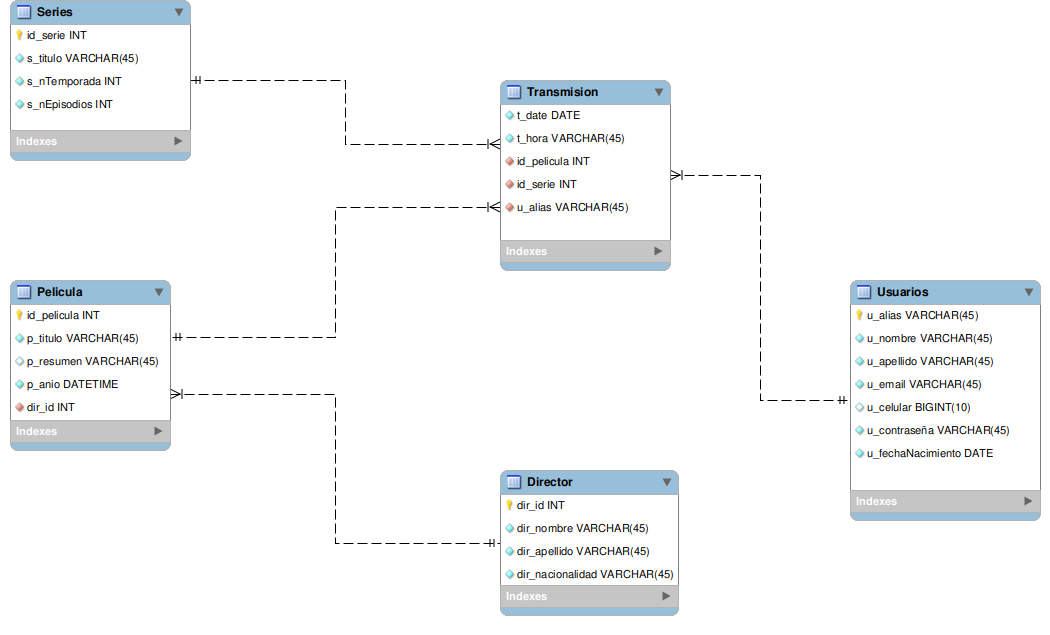 Series
id_serie INT
s_titulo VARCHAR(45)
s_nTemporada INT
s_nEpisodios INT
Indexes
Transmision
t_date DATE
t_hora VARCHAR(45)
id_pelicula INT
id_serie INT
u_alias VARCHAR(45)
Indexes
Pelicula
id_pelicula INT
p_titulo VARCHAR(45)
p_resumen VARCHAR(45)
p_anio DATETIME
dir_id INT
Indexes
Usuarios
u_alias VARCHAR(45)
u_nombre VARCHAR(45)
u_apellido VARCHAR(45)
u_email VARCHAR(45)
u_celular BIGINT(10)
u_contraseña VARCHAR(45)
u_fechaNacimiento DATE
Indexes
Director
dir_id INT
dir_nombre VARCHAR(45)
dir_apellido VARCHAR(45)
dir_nacionalidad VARCHAR(45)
Indexes